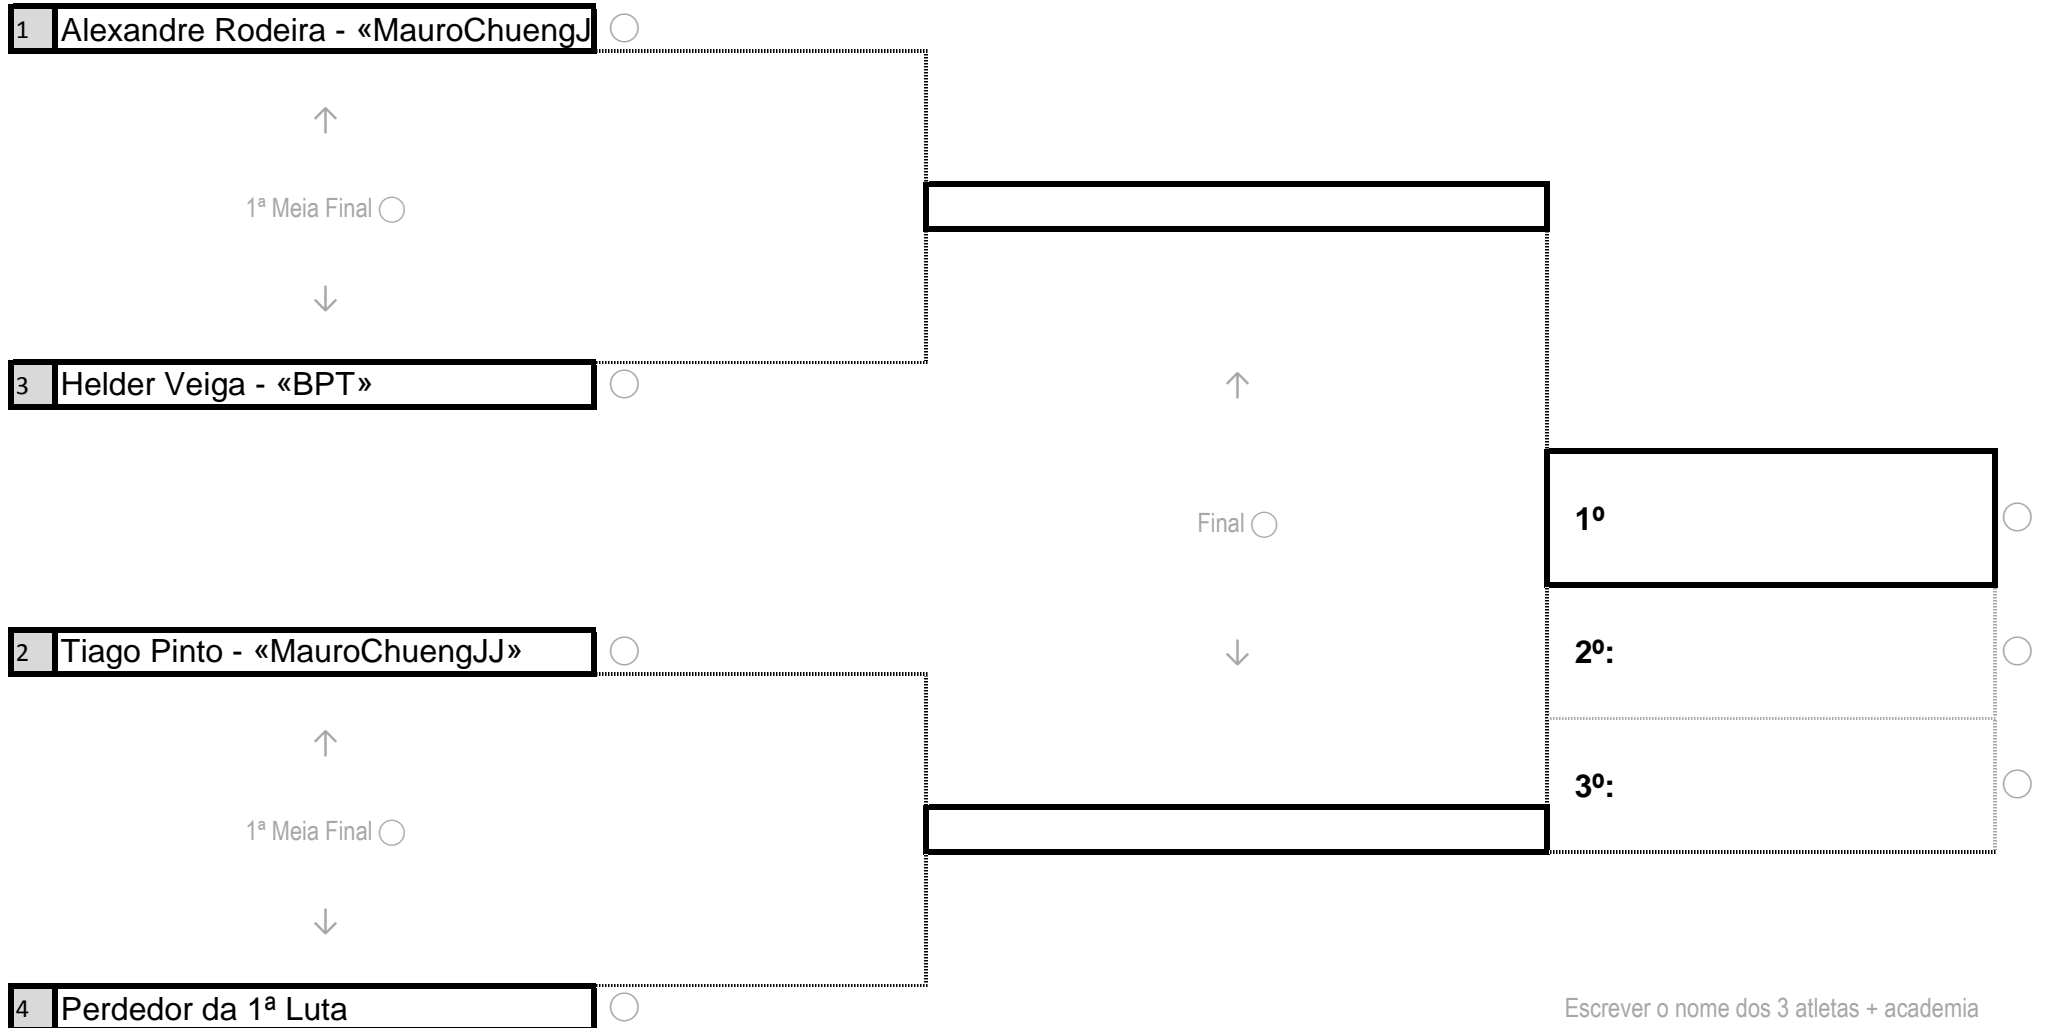 1 Alexandre Rodeira - «MauroChuengJ
1ª Meia Final
3 Helder Veiga - «BPT»
Final
1º
2 Tiago Pinto - «MauroChuengJJ»
2º:
3º:
1ª Meia Final
4 Perdedor da 1ª Luta
Escrever o nome dos 3 atletas + academia